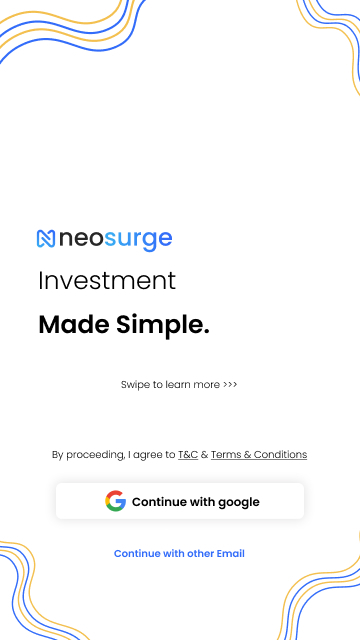 neosurge
Investment
Made Simple.
Swipe to learn more >>>
By proceeding, I agree to T&C & Terms & Conditions
Continue with google
Continue with other Email